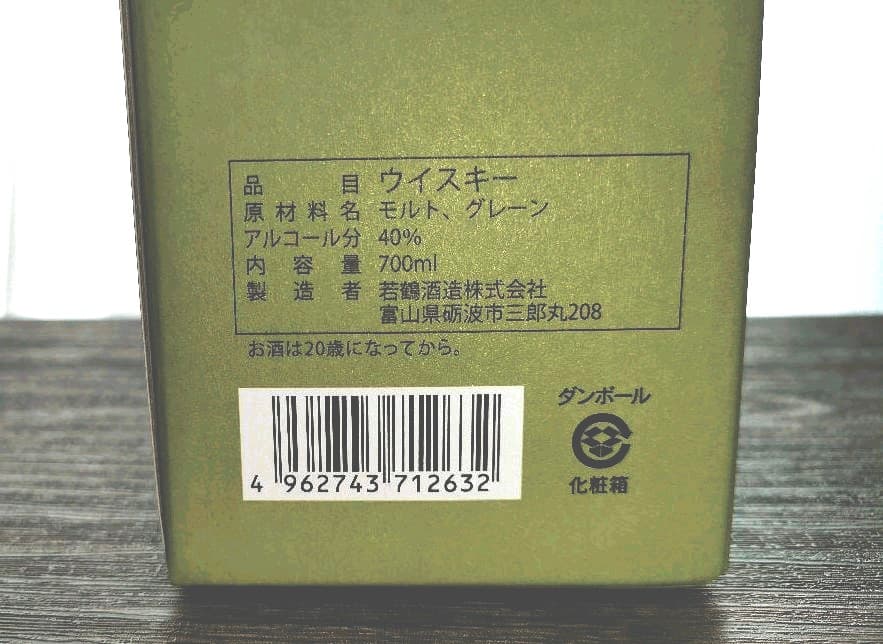 品目 ウイスキー
原材料名 モルト、グレーン
アルコール分 40%
内容量 700ml
製造者 若鶴酒造株式会社
富山県砺波市三郎丸208
お酒は20歳になってから。
ダンボール
化粧箱
4 962743 712632